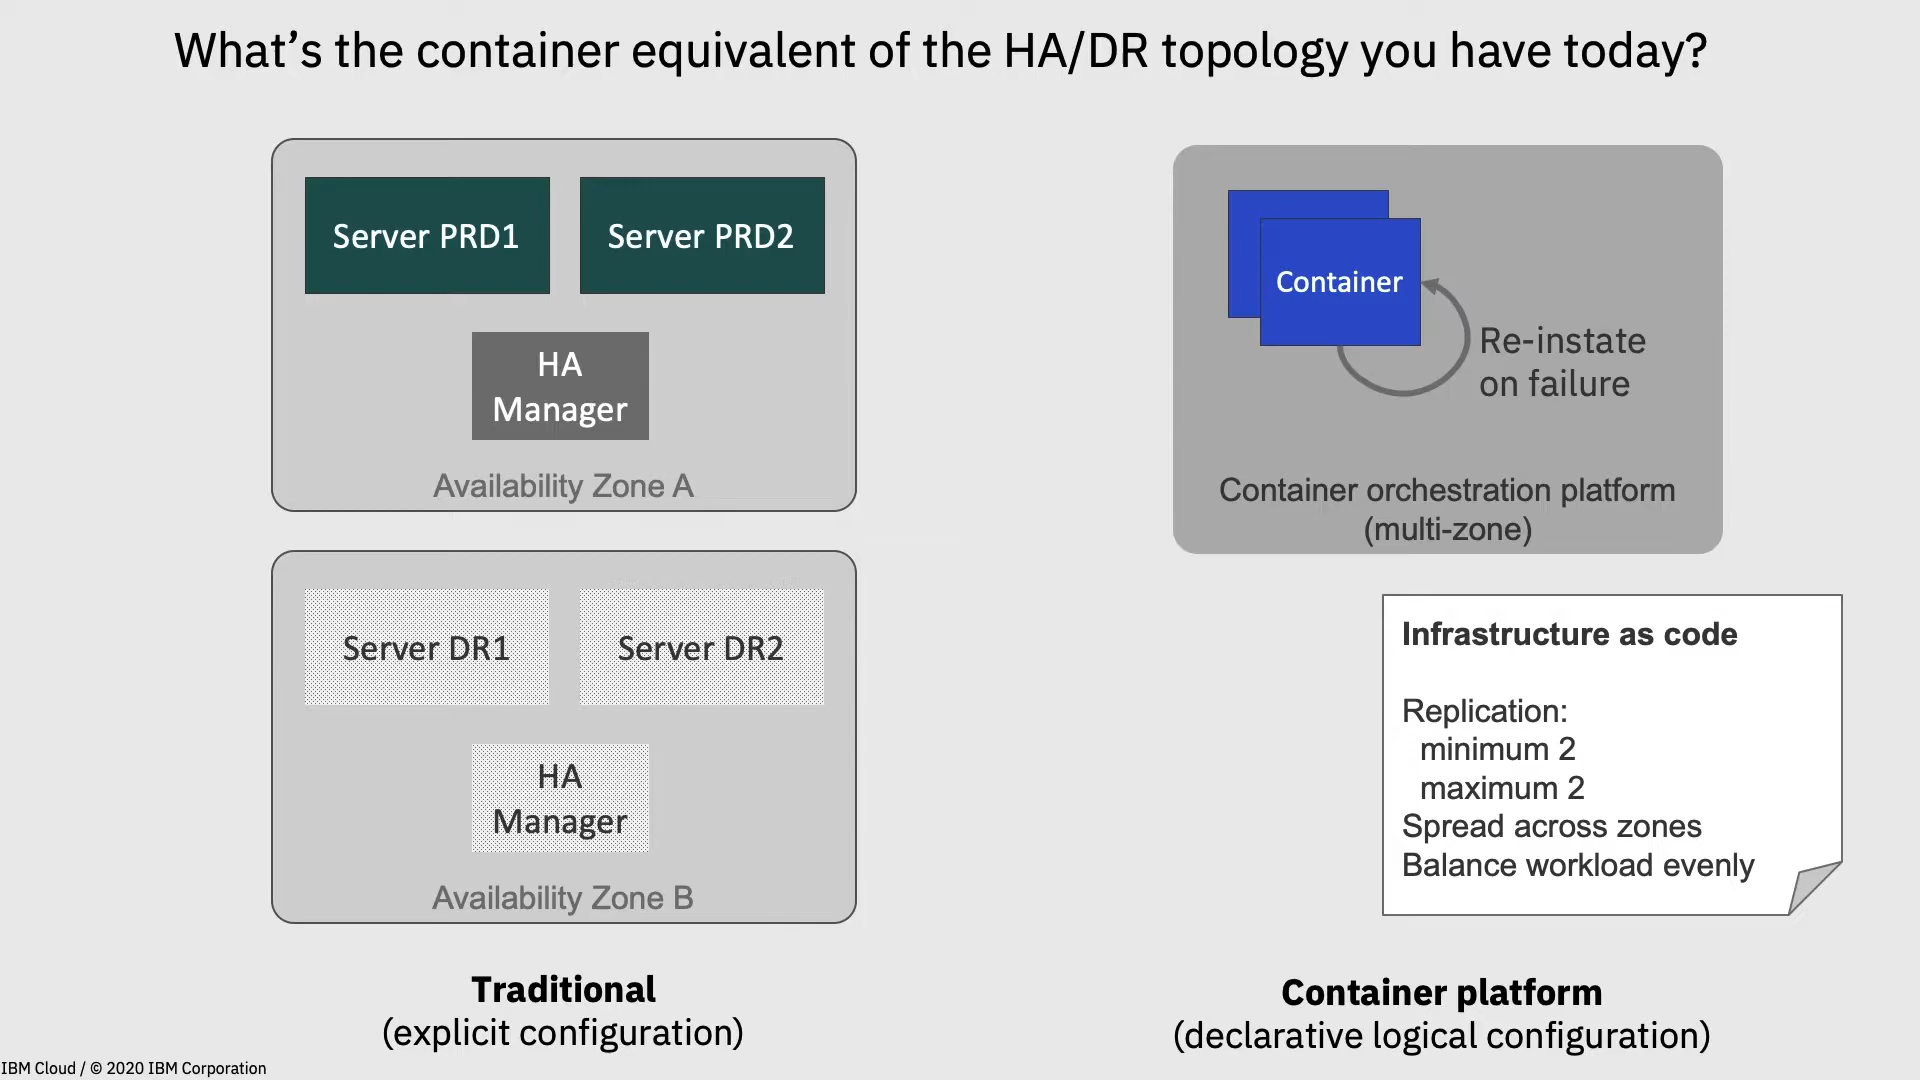 What's the container equivalent of the HA/DR topology you have today?
Server PRD1
Server PRD2
HA
Manager
Availability Zone A
Server DR1
Server DR2
HA
Manager
Availability Zone B
Traditional
(explicit configuration)
Container
Re-instate
on failure
Container orchestration platform
(multi-zone)
Infrastructure as code
Replication:
minimum 2
maximum 2
Spread across zones
Balance workload evenly
Container platform
(declarative logical configuration)
IBM Cloud / © 2020 IBM Corporation